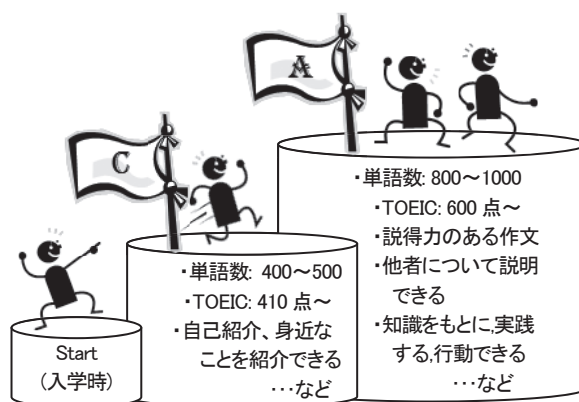 Start
(入学時)
C
・単語数: 400～500
・TOEIC: 410 点～
・自己紹介、身近な
ことを紹介できる
…など
A
・単語数: 800～1000
・TOEIC: 600 点～
・説得力のある作文
・他者について説明
できる
・知識をもとに,実践
する,行動できる
…など